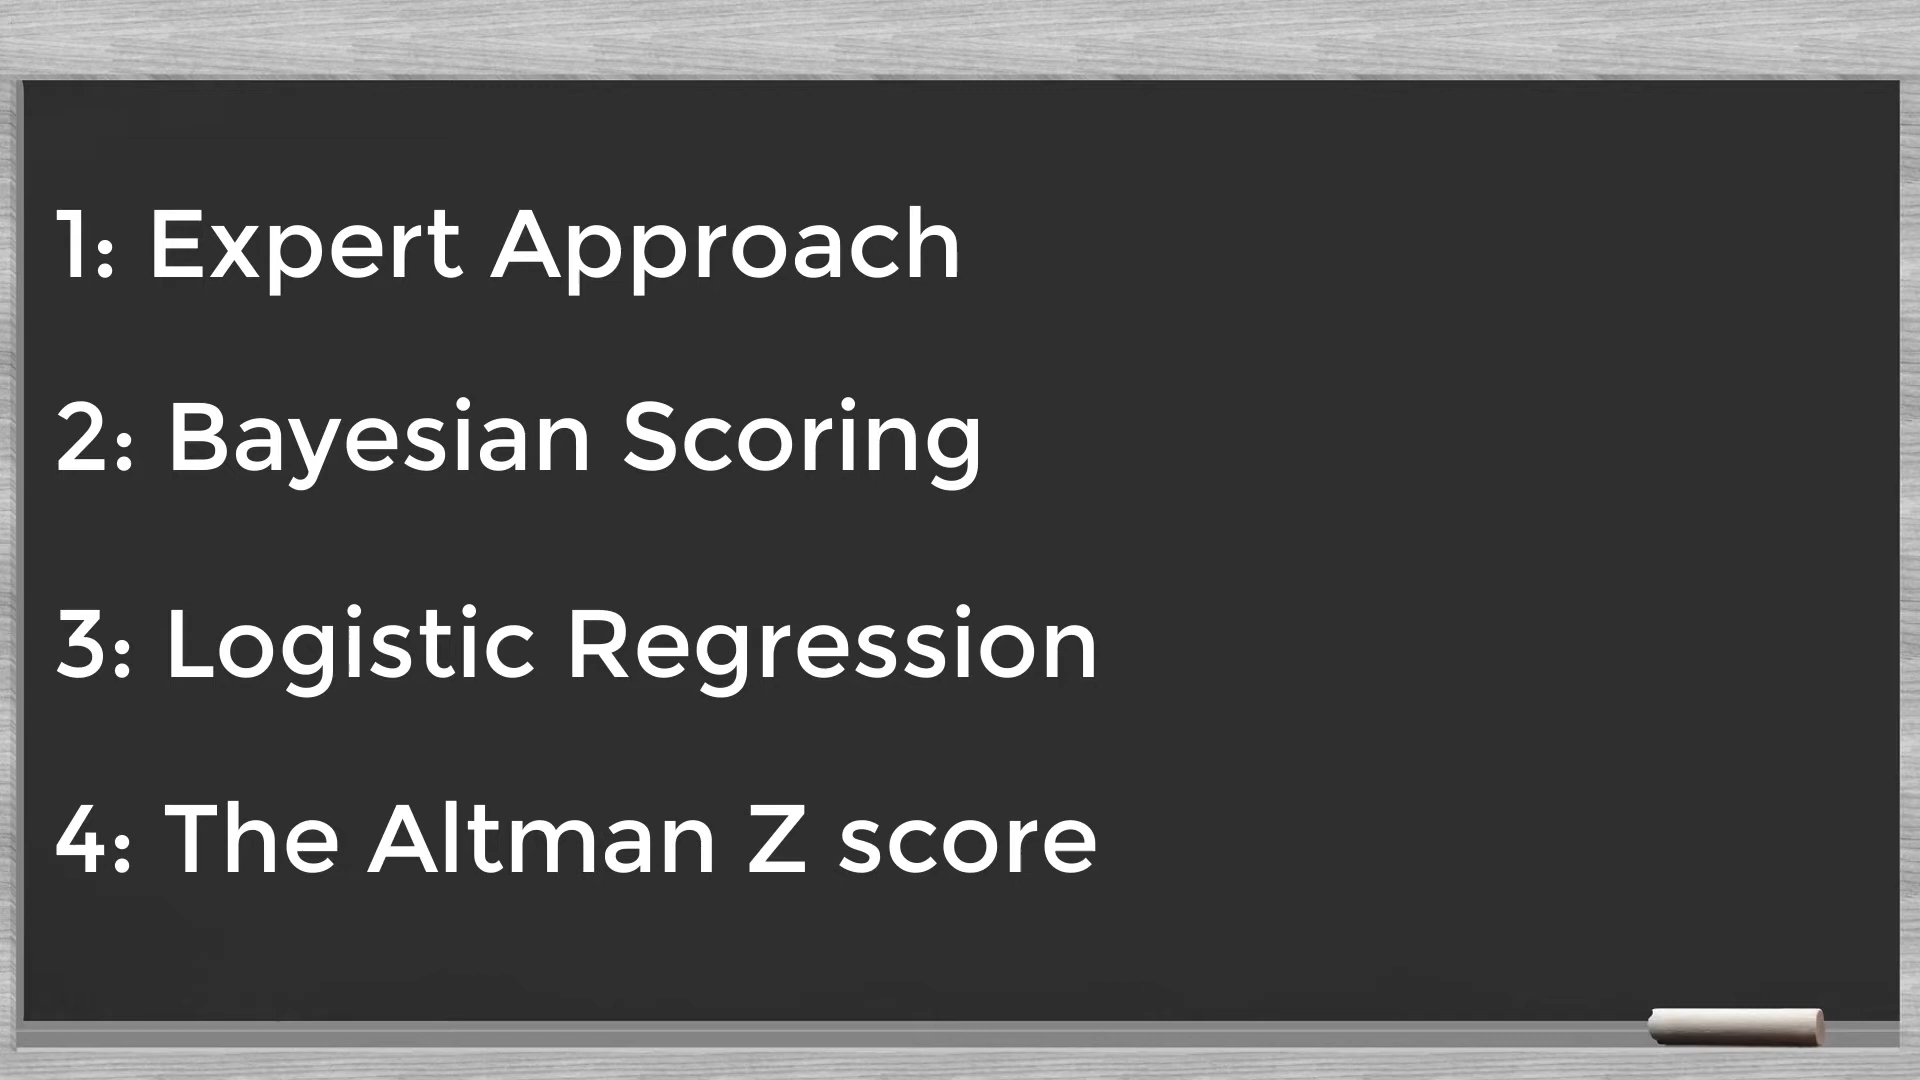 1: Expert Approach
2: Bayesian Scoring
3: Logistic Regression
4: The Altman Z score